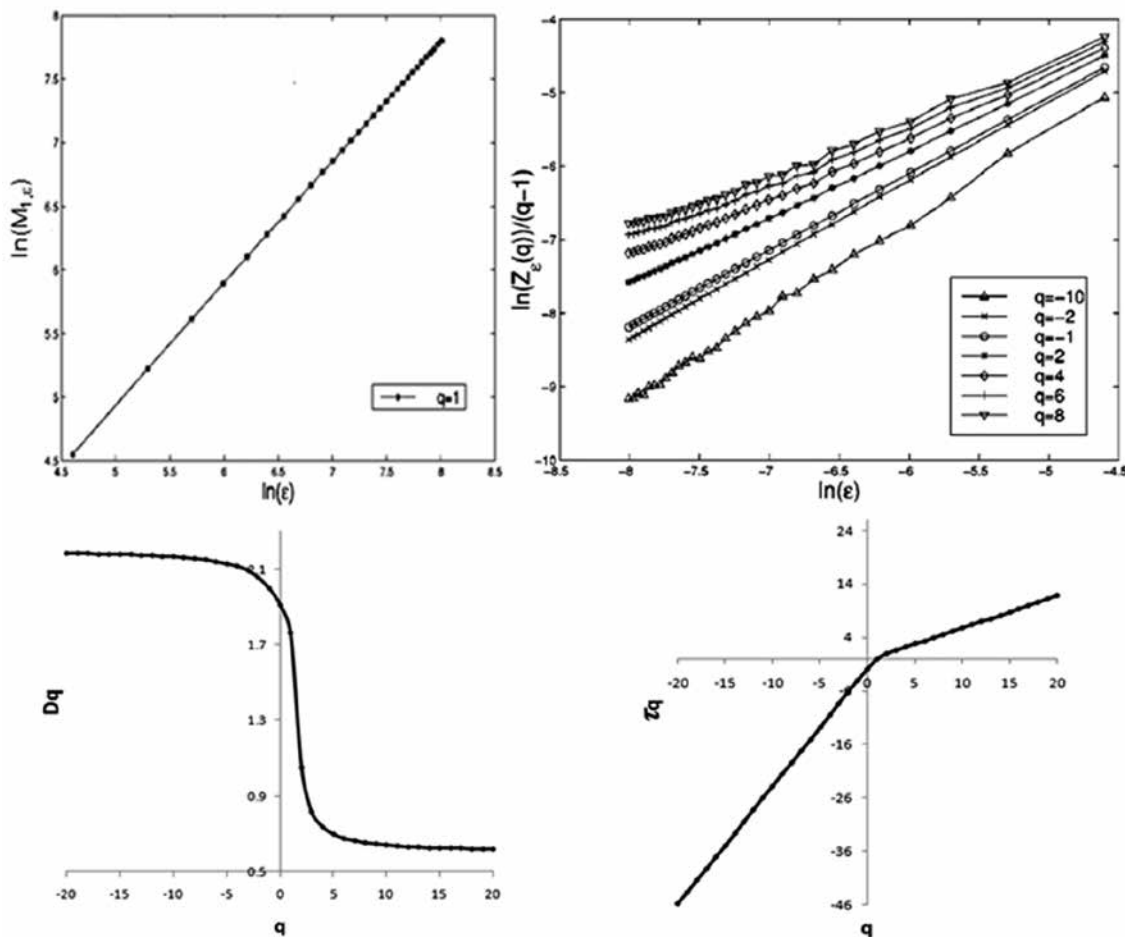 8
7.5
7
6.5
6
5.5
5
4.5
4.5 5 5.5 6 6.5 7 7.5 8 8.5
ln(M₁,ε)
ln(ε)
q=1
-4
-5
-6
-7
-8
-9
-10
-8.5 -8 -7.5 -7 -6.5 -6 -5.5 -5 -4.5
ln(Zε(q))/(q-1)
ln(ε)
q=-10
q=-2
q=-1
q=2
q=4
q=6
q=8
2.1
1.7
1.3
0.9
0.5
-20 -15 -10 -5 0 5 10 15 20
Dq
q
24
14
4
-6
-16
-26
-36
-46
-20 -15 -10 -5 0 5 10 15 20
τq
q